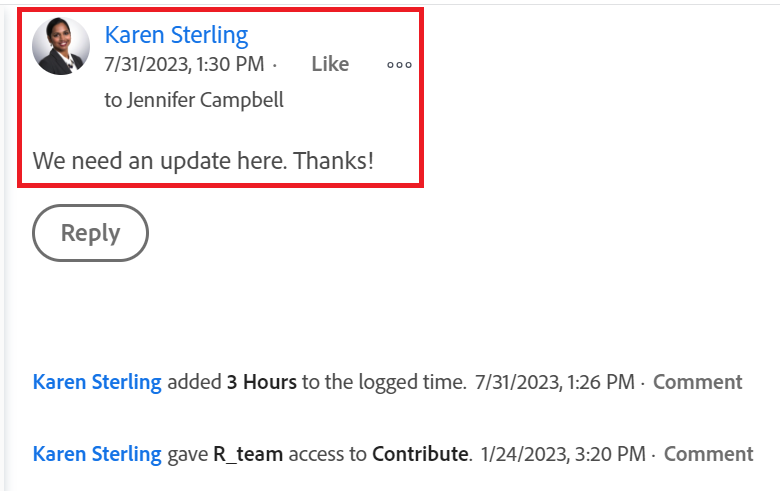 Karen Sterling
7/31/2023, 1:30 PM · Like
to Jennifer Campbell
We need an update here. Thanks!
Reply
Karen Sterling added 3 Hours to the logged time. 7/31/2023, 1:26 PM · Comment
Karen Sterling gave R_team access to Contribute. 1/24/2023, 3:20 PM · Comment